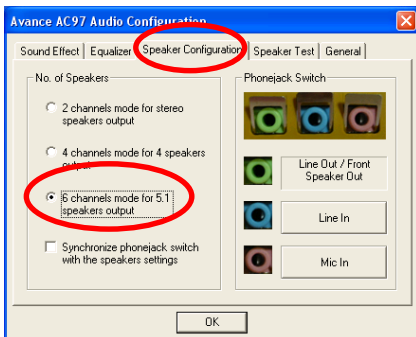 Avance AC97 Audio Configuration
Sound Effect
Equalizer
Speaker Configuration
Speaker Test
General
No. of Speakers
2 channels mode for stereo
speakers output
4 channels mode for 4 speakers
output
6 channels mode for 5.1
speakers output
Synchronize phonejack switch
with the speakers settings
Phonejack Switch
Line Out / Front
Speaker Out
Line In
Mic In
OK